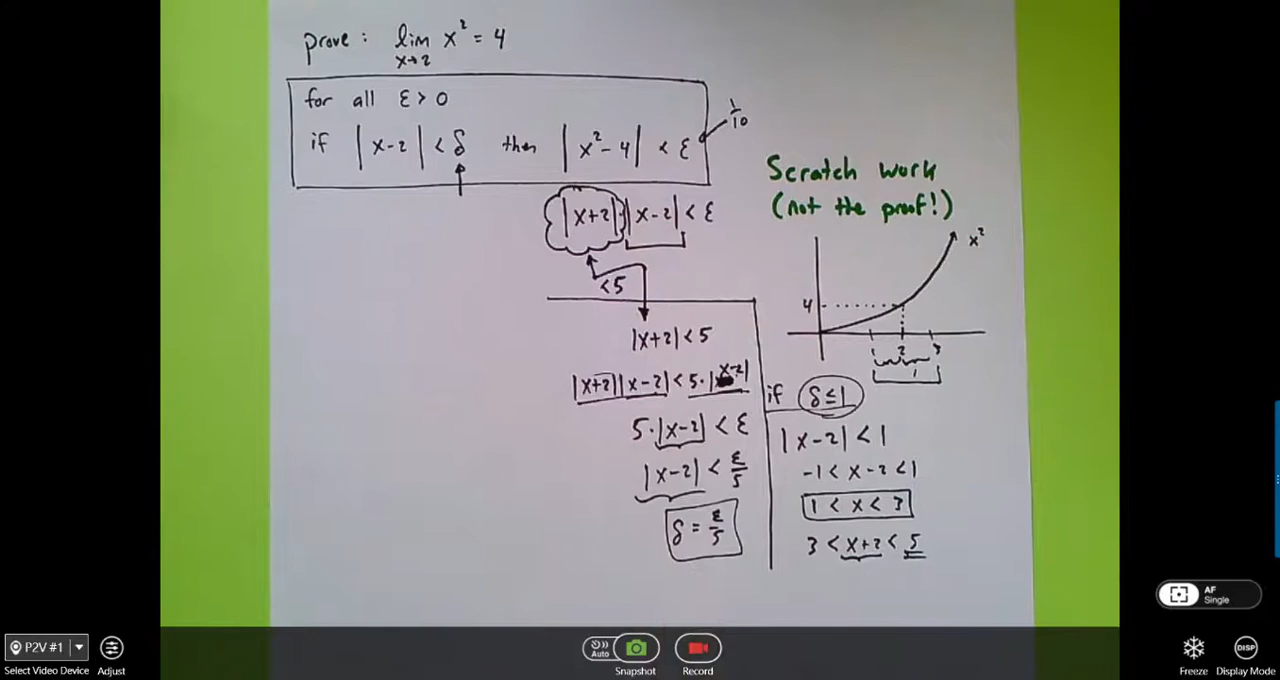 prove : lim x² = 4
x→2
for all ε > 0
if |x-2| < δ then |x²-4| < ε
1/10
|x+2|·|x-2| < ε
<5
|x+2| < 5
|x+2||x-2| < 5·|x-2|
5·|x-2| < ε
|x-2| < ε/5
δ = ε/5
Scratch work
(not the proof!)
x²
4
1 2 3
1
if δ ≤ 1
|x-2| < 1
-1 < x-2 < 1
1 < x < 3
3 < x+2 < 5
AF
Single
P2V #1
Select Video Device
Adjust
Auto
Snapshot
Record
Freeze
DISP
Display Mode